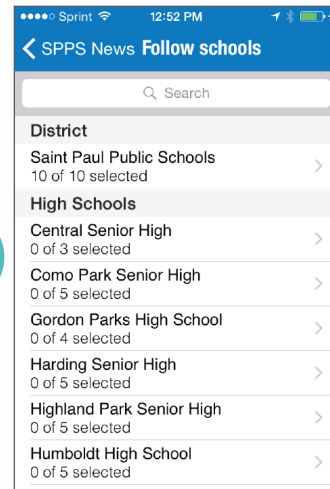 Sprint 12:52 PM
SPPS News Follow schools
Search
District
Saint Paul Public Schools
10 of 10 selected
High Schools
Central Senior High
0 of 3 selected
Como Park Senior High
0 of 5 selected
Gordon Parks High School
0 of 4 selected
Harding Senior High
0 of 5 selected
Highland Park Senior High
0 of 5 selected
Humboldt High School
0 of 5 selected